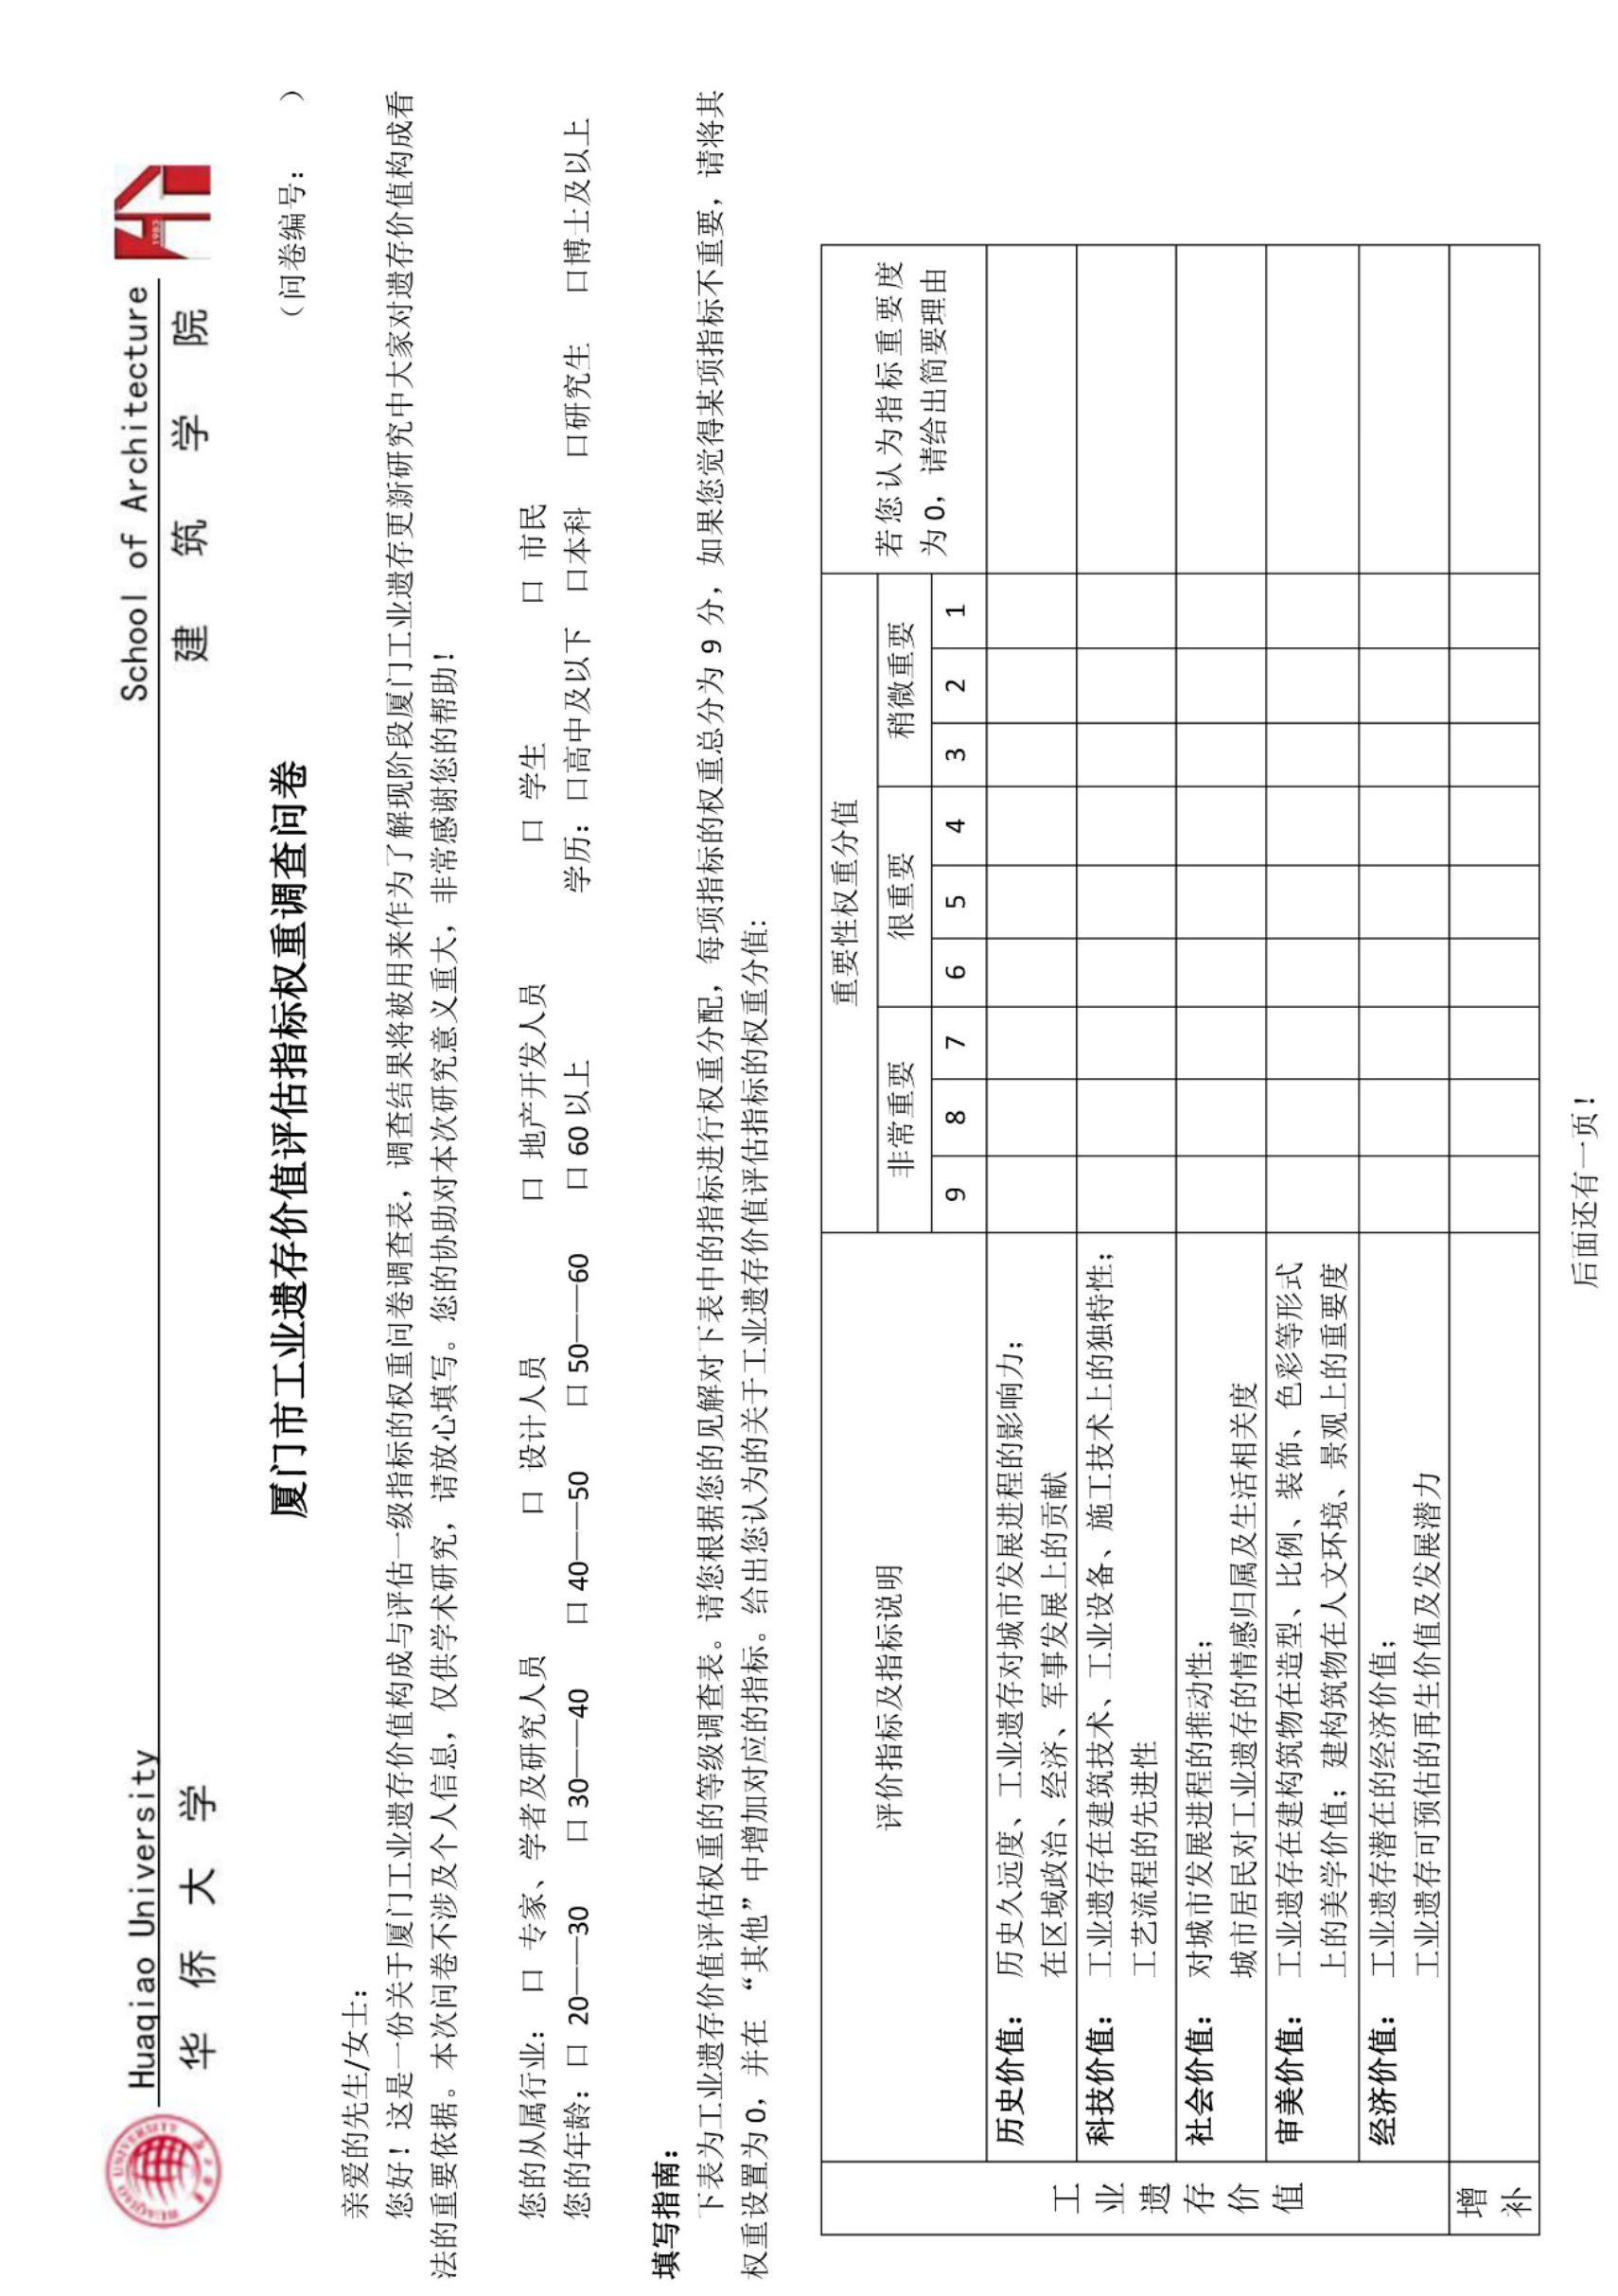 Huaqiao University School of Architecture
华 侨 大 学 建 筑 学 院
1983
厦门市工业遗存价值评估指标权重调查问卷
（问卷编号： ）
亲爱的先生/女士：
您好！这是一份关于厦门工业遗存价值构成与评估一级指标的权重问卷调查表，调查结果将被用来作为了解现阶段厦门工业遗存更新研究中大家对遗存价值构成看
法的重要依据。本次问卷不涉及个人信息，仅供学术研究，请放心填写。您的协助对本次研究意义重大，非常感谢您的帮助！
您的从属行业：口 专家、学者及研究人员 口 设计人员 口 地产开发人员 口 学生 口 市民
您的年龄：口 20——30 口 30——40 口 40——50 口 50——60 口 60 以上 学历：口高中及以下 口本科 口研究生 口博士及以上
填写指南：
下表为工业遗存价值评估权重的等级调查表。请您根据您的见解对下表中的指标进行权重分配，每项指标的权重总分为 9 分，如果您觉得某项指标不重要，请将其
权重设置为 0，并在 “其他”中增加对应的指标。给出您认为的关于工业遗存价值评估指标的权重分值：
评价指标及指标说明
重要性权重分值
非常重要 很重要 稍微重要
9 8 7 6 5 4 3 2 1
若您认为指标重要度
为 0，请给出简要理由
工业遗存价值
历史价值： 历史久远度、工业遗存对城市发展进程的影响力；
在区域政治、经济、军事发展上的贡献
科技价值： 工业遗存在建筑技术、工业设备、施工技术上的独特性；
工艺流程的先进性
社会价值： 对城市发展进程的推动性；
城市居民对工业遗存的情感归属及生活相关度
审美价值： 工业遗存在建构筑物在造型、比例、装饰、色彩等形式
上的美学价值；建构筑物在人文环境、景观上的重要度
经济价值： 工业遗存潜在的经济价值；
工业遗存可预估的再生价值及发展潜力
增补
后面还有一页！